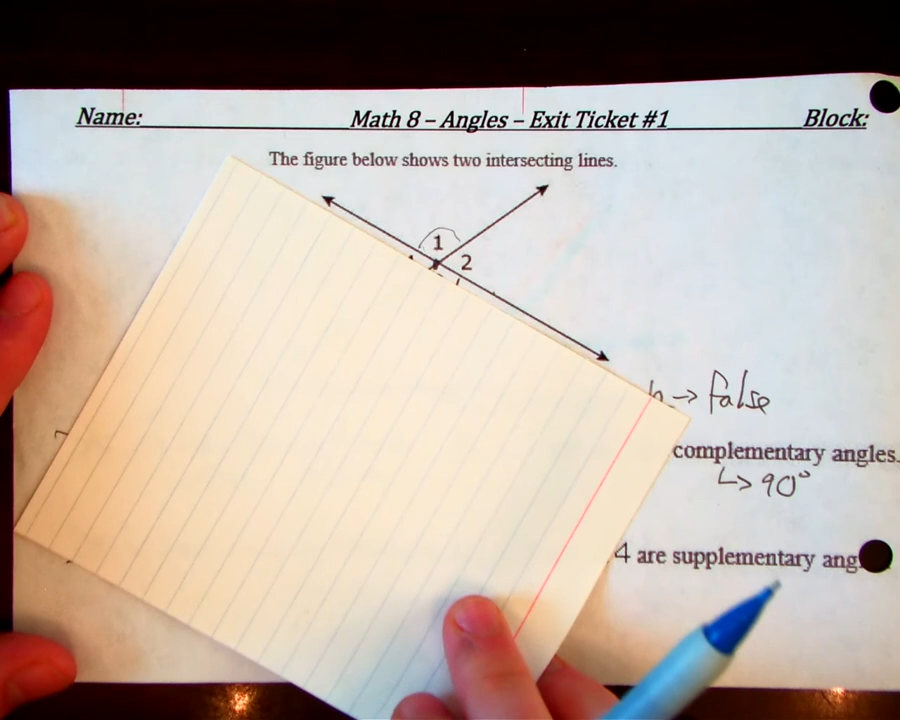 Name: Math 8 – Angles – Exit Ticket #1 Block:
The figure below shows two intersecting lines.
1
2
→ false
complementary angles.
↳ 90°
4 are supplementary